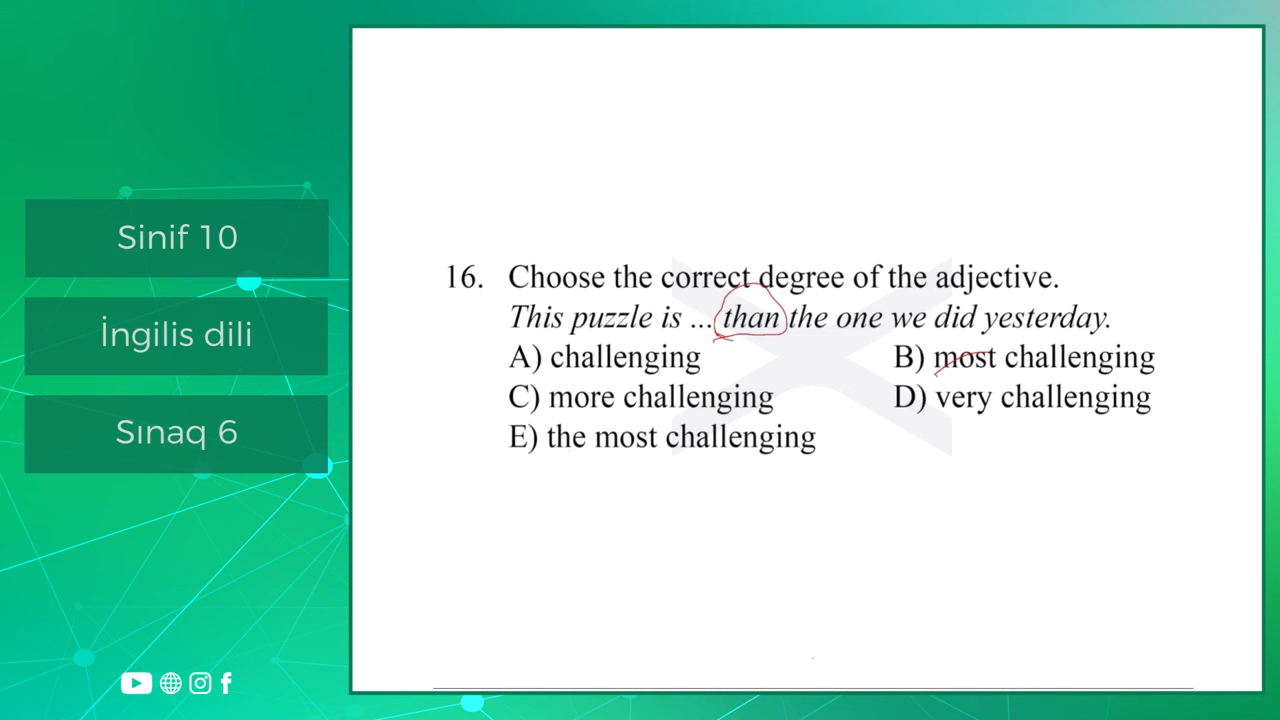 Sinif 10
İngilis dili
Sınaq 6
16. Choose the correct degree of the adjective.
This puzzle is ... than the one we did yesterday.
A) challenging B) most challenging
C) more challenging D) very challenging
E) the most challenging